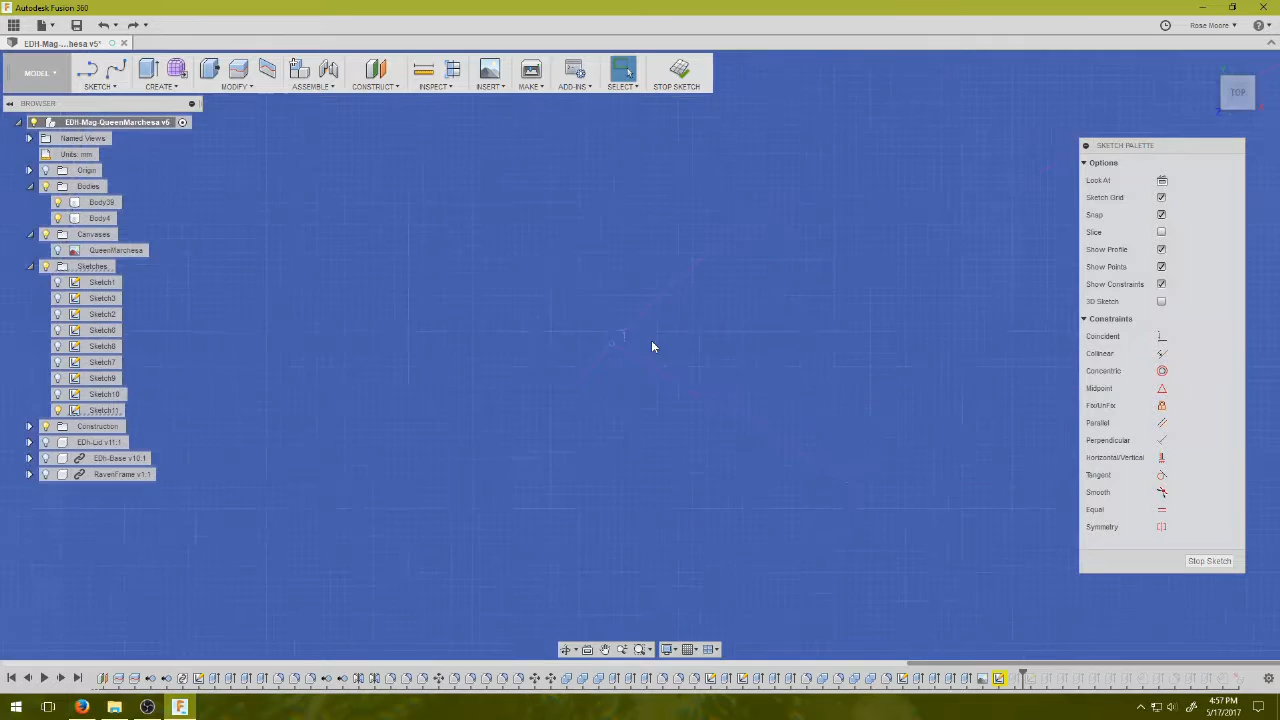 Autodesk Fusion 360
Rose Moore
EDH-Mag-...hesa v5*
MODEL
SKETCH
CREATE
MODIFY
ASSEMBLE
CONSTRUCT
INSPECT
INSERT
MAKE
ADD-INS
SELECT
STOP SKETCH
TOP
BROWSER
EDH-Mag-QueenMarchesa v5
Named Views
Units: mm
Origin
Bodies
Body39
Body4
Canvases
QueenMarchesa
Sketches
Sketch1
Sketch3
Sketch2
Sketch6
Sketch8
Sketch7
Sketch9
Sketch10
Sketch11
Construction
EDh-Lid v11:1
EDh-Base v10:1
RavenFrame v1:1
SKETCH PALETTE
Options
Look At
Sketch Grid
Snap
Slice
Show Profile
Show Points
Show Constraints
3D Sketch
Constraints
Coincident
Collinear
Concentric
Midpoint
Fix/UnFix
Parallel
Perpendicular
Horizontal/Vertical
Tangent
Smooth
Equal
Symmetry
Stop Sketch
4:57 PM
5/17/2017